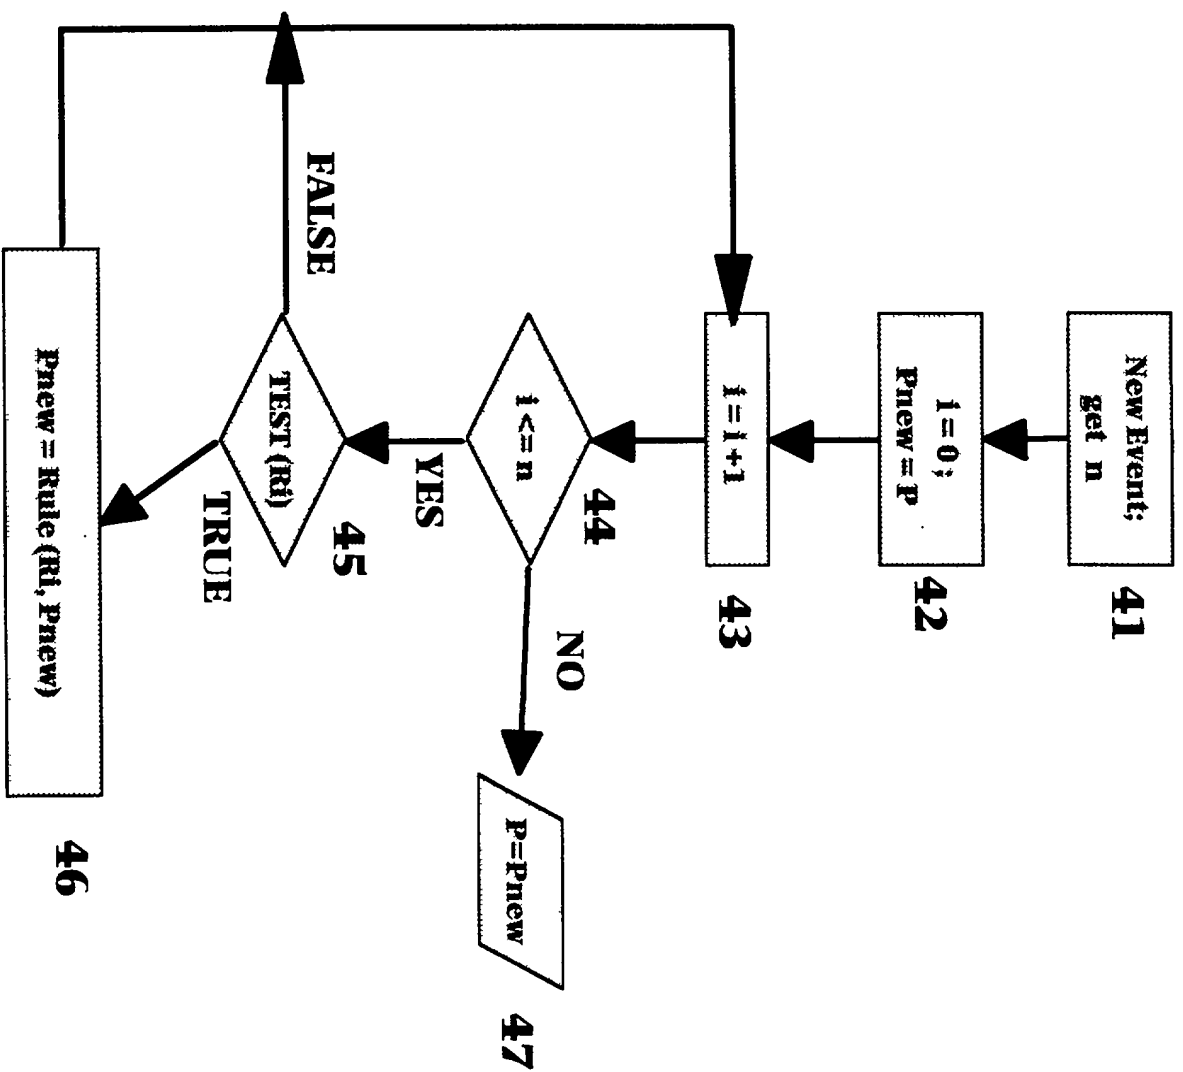 New Event;
get n
41
i = 0;
Pnew = P
42
i = i +1
43
i <= n
44
NO
YES
P=Pnew
47
TEST (Ri)
45
FALSE
TRUE
Pnew = Rule (Ri, Pnew)
46